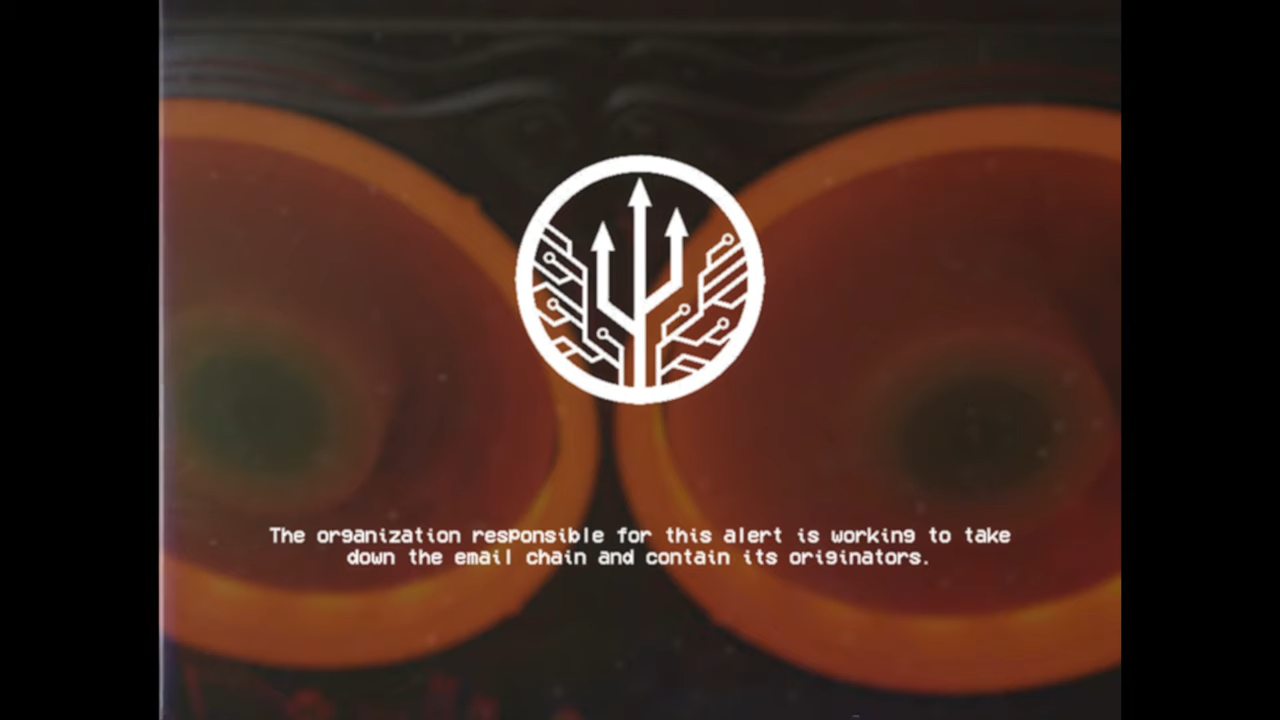 The organization responsible for this alert is working to take
down the email chain and contain its originators.